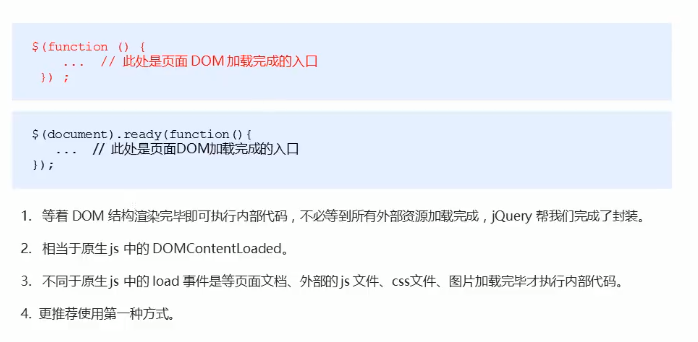 $(function () {
... // 此处是页面 DOM 加载完成的入口
}) ;
$(document).ready(function(){
... // 此处是页面DOM加载完成的入口
});
1. 等着 DOM 结构渲染完毕即可执行内部代码，不必等到所有外部资源加载完成，jQuery 帮我们完成了封装。
2. 相当于原生 js 中的 DOMContentLoaded。
3. 不同于原生 js 中的 load 事件是等页面文档、外部的 js 文件、css文件、图片加载完毕才执行内部代码。
4. 更推荐使用第一种方式。